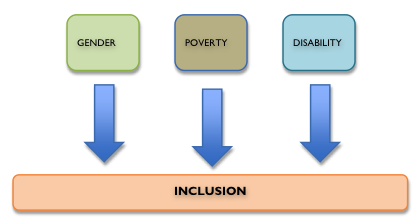 GENDER
POVERTY
DISABILITY
INCLUSION